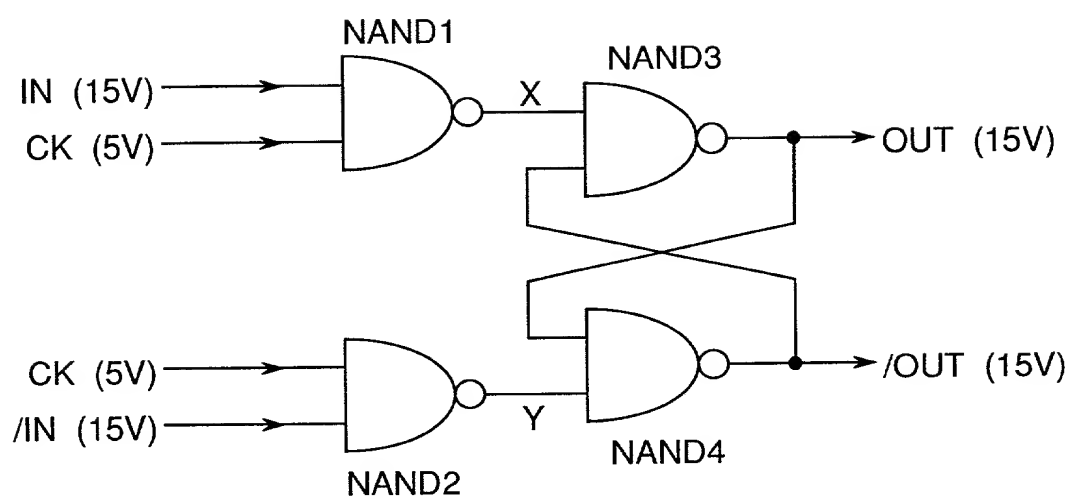 NAND1
IN (15V)
CK (5V)
X
NAND3
OUT (15V)
CK (5V)
/IN (15V)
NAND2
Y
/OUT (15V)
NAND4